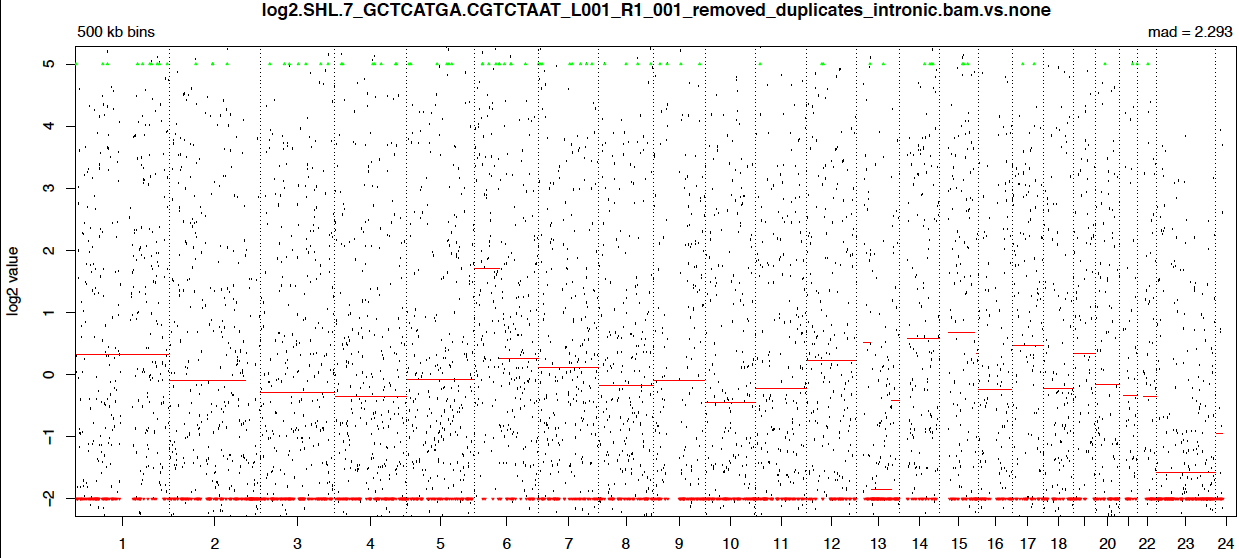 log2.SHL.7_GCTCATGA.CGTCTAAT_L001_R1_001_removed_duplicates_intronic.bam.vs.none
500 kb bins mad = 2.293
5
4
3
2
1
0
−1
−2
log2 value
1 2 3 4 5 6 7 8 9 10 11 12 13 14 15 16 17 18 20 22 23 24